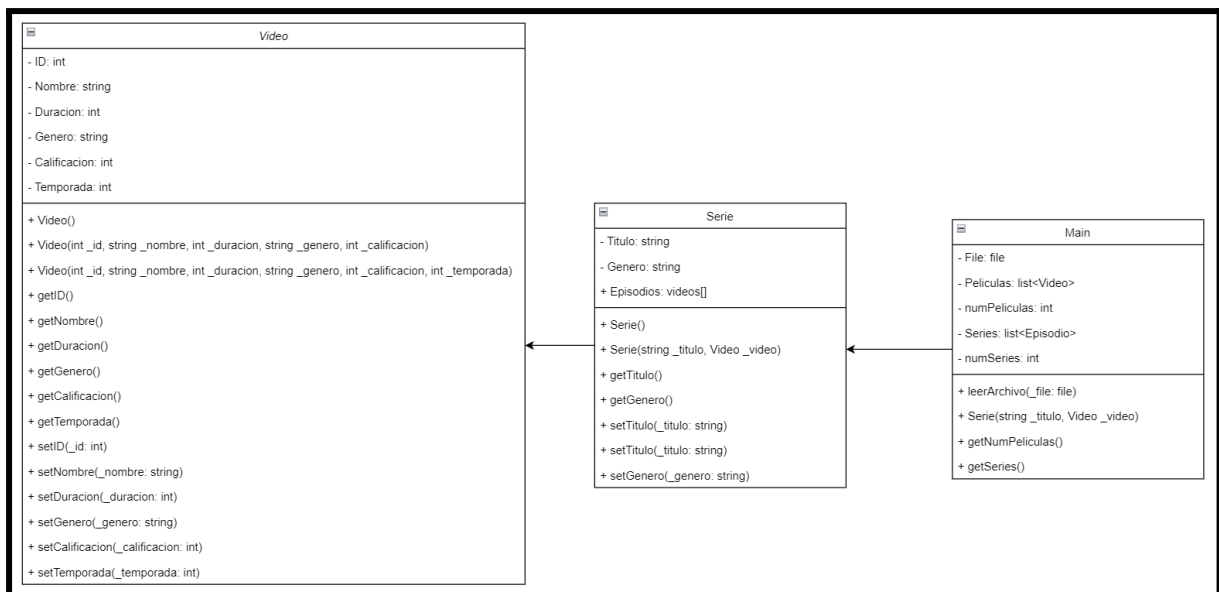 Video
- ID: int
- Nombre: string
- Duracion: int
- Genero: string
- Calificacion: int
- Temporada: int
+ Video()
+ Video(int _id, string _nombre, int _duracion, string _genero, int _calificacion)
+ Video(int _id, string _nombre, int _duracion, string _genero, int _calificacion, int _temporada)
+ getID()
+ getNombre()
+ getDuracion()
+ getGenero()
+ getCalificacion()
+ getTemporada()
+ setID(_id: int)
+ setNombre(_nombre: string)
+ setDuracion(_duracion: int)
+ setGenero(_genero: string)
+ setCalificacion(_calificacion: int)
+ setTemporada(_temporada: int)
Serie
- Titulo: string
- Genero: string
+ Episodios: videos[]
+ Serie()
+ Serie(string _titulo, Video _video)
+ getTitulo()
+ getGenero()
+ setTitulo(_titulo: string)
+ setTitulo(_titulo: string)
+ setGenero(_genero: string)
Main
- File: file
- Peliculas: list<Video>
- numPeliculas: int
- Series: list<Episodio>
- numSeries: int
+ leerArchivo(_file: file)
+ Serie(string _titulo, Video _video)
+ getNumPeliculas()
+ getSeries()